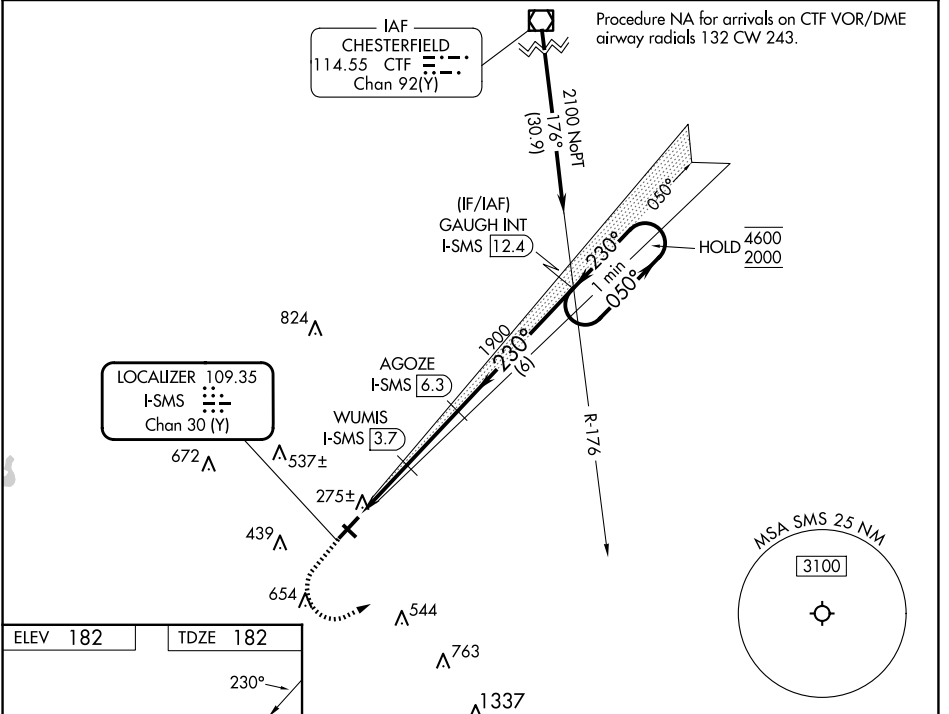 IAF
CHESTERFIELD
114.55 CTF
Chan 92(Y)
Procedure NA for arrivals on CTF VOR/DME
airway radials 132 CW 243.
2100 NoPT
176°
(30.9)
050°
(IF/IAF)
GAUGH INT
I-SMS 12.4
230°
1 min
050°
HOLD 4600
2000
824
1900
230°
(6)
AGOZE
I-SMS 6.3
LOCALIZER 109.35
I-SMS
Chan 30 (Y)
WUMIS
I-SMS 3.7
R-176
672
537±
275±
439
MSA SMS 25 NM
3100
654
544
ELEV 182
TDZE 182
763
230°
1337